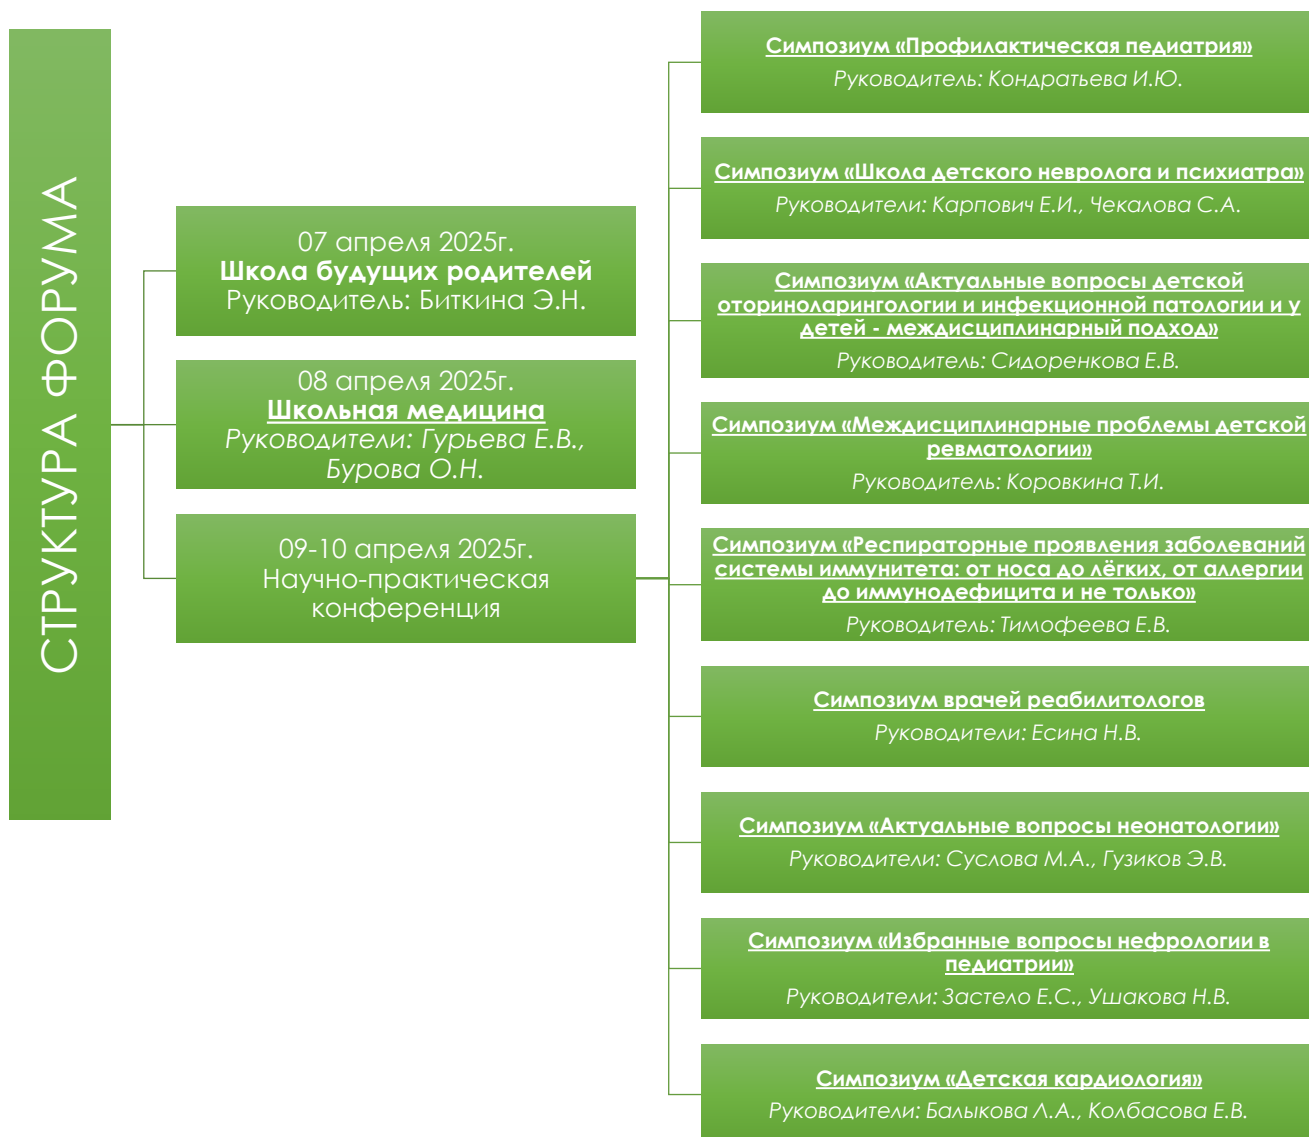 СТРУКТУРА ФОРУМА
07 апреля 2025г.
Школа будущих родителей
Руководитель: Биткина Э.Н.
08 апреля 2025г.
Школьная медицина
Руководители: Гурьева Е.В.,
Бурова О.Н.
09-10 апреля 2025г.
Научно-практическая
конференция
Симпозиум «Профилактическая педиатрия»
Руководитель: Кондратьева И.Ю.
Симпозиум «Школа детского невролога и психиатра»
Руководители: Карпович Е.И., Чекалова С.А.
Симпозиум «Актуальные вопросы детской
оториноларингологии и инфекционной патологии и у
детей - междисциплинарный подход»
Руководитель: Сидоренкова Е.В.
Симпозиум «Междисциплинарные проблемы детской
ревматологии»
Руководитель: Коровкина Т.И.
Симпозиум «Респираторные проявления заболеваний
системы иммунитета: от носа до лёгких, от аллергии
до иммунодефицита и не только»
Руководитель: Тимофеева Е.В.
Симпозиум врачей реабилитологов
Руководители: Есина Н.В.
Симпозиум «Актуальные вопросы неонатологии»
Руководители: Суслова М.А., Гузиков Э.В.
Симпозиум «Избранные вопросы нефрологии в
педиатрии»
Руководители: Застело Е.С., Ушакова Н.В.
Симпозиум «Детская кардиология»
Руководители: Балыкова Л.А., Колбасова Е.В.